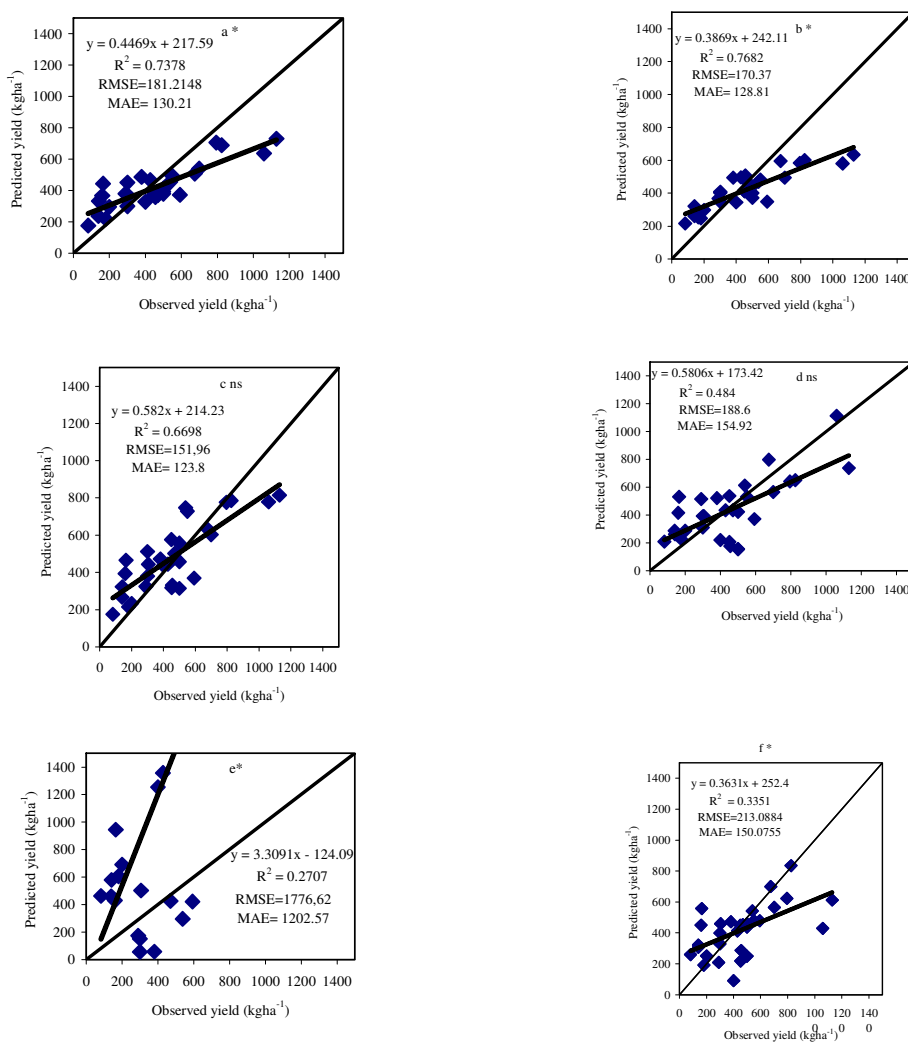 a *
y = 0.4469x + 217.59
R² = 0.7378
RMSE=181.2148
MAE= 130.21
Predicted yield (kgha⁻¹)
1400
1200
1000
800
600
400
200
0
0 200 400 600 800 1000 1200 1400
Observed yield (kgha⁻¹)
b *
y = 0.3869x + 242.11
R² = 0.7682
RMSE=170.37
MAE= 128.81
Predicted yield (kgha⁻¹)
1400
1200
1000
800
600
400
200
0
0 200 400 600 800 1000 1200 1400
Observed yield (kgha⁻¹)
c ns
y = 0.582x + 214.23
R² = 0.6698
RMSE=151,96
MAE= 123.8
Predicted yield (kgha⁻¹)
1400
1200
1000
800
600
400
200
0
0 200 400 600 800 1000 1200 1400
Observed yield (kgha⁻¹)
d ns
y = 0.5806x + 173.42
R² = 0.484
RMSE=188.6
MAE= 154.92
Predicted yield (kgha⁻¹)
1400
1200
1000
800
600
400
200
0
0 200 400 600 800 1000 1200 1400
Observed yield (kgha⁻¹)
e*
y = 3.3091x - 124.09
R² = 0.2707
RMSE=1776,62
MAE= 1202.57
Predicted yield (kgha⁻¹)
1400
1200
1000
800
600
400
200
0
0 200 400 600 800 1000 1200 1400
Observed yield (kgha⁻¹)
f *
y = 0.3631x + 252.4
R² = 0.3351
RMSE=213.0884
MAE= 150.0755
Predicted yield (kgha⁻¹)
1400
1200
1000
800
600
400
200
0
0 200 400 600 800 100 120 140
0 0 0
Observed yield (kgha⁻¹)